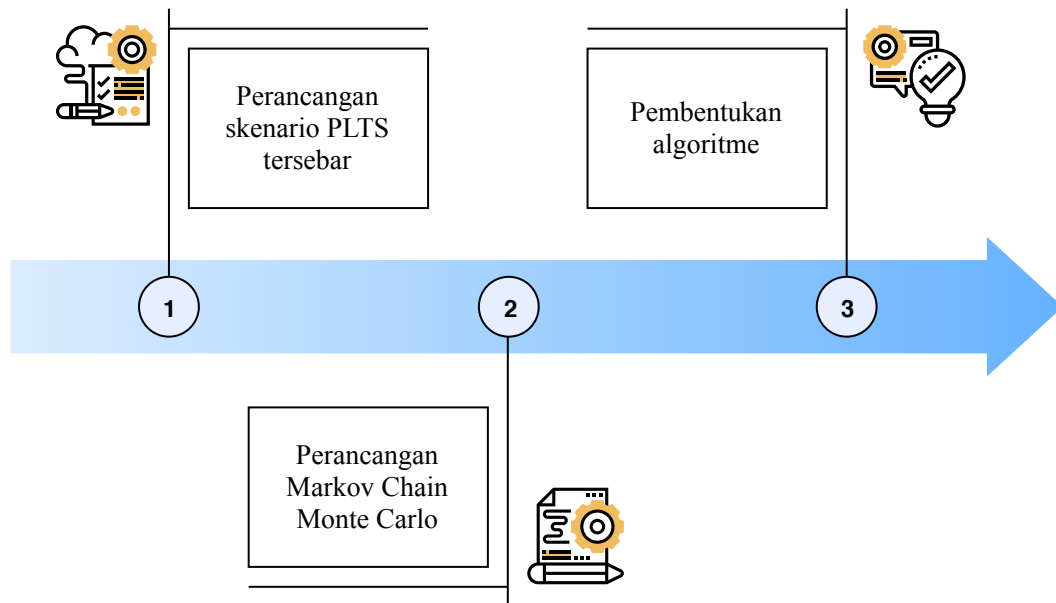 Perancangan
skenario PLTS
tersebar
Pembentukan
algoritme
1
2
3
Perancangan
Markov Chain
Monte Carlo